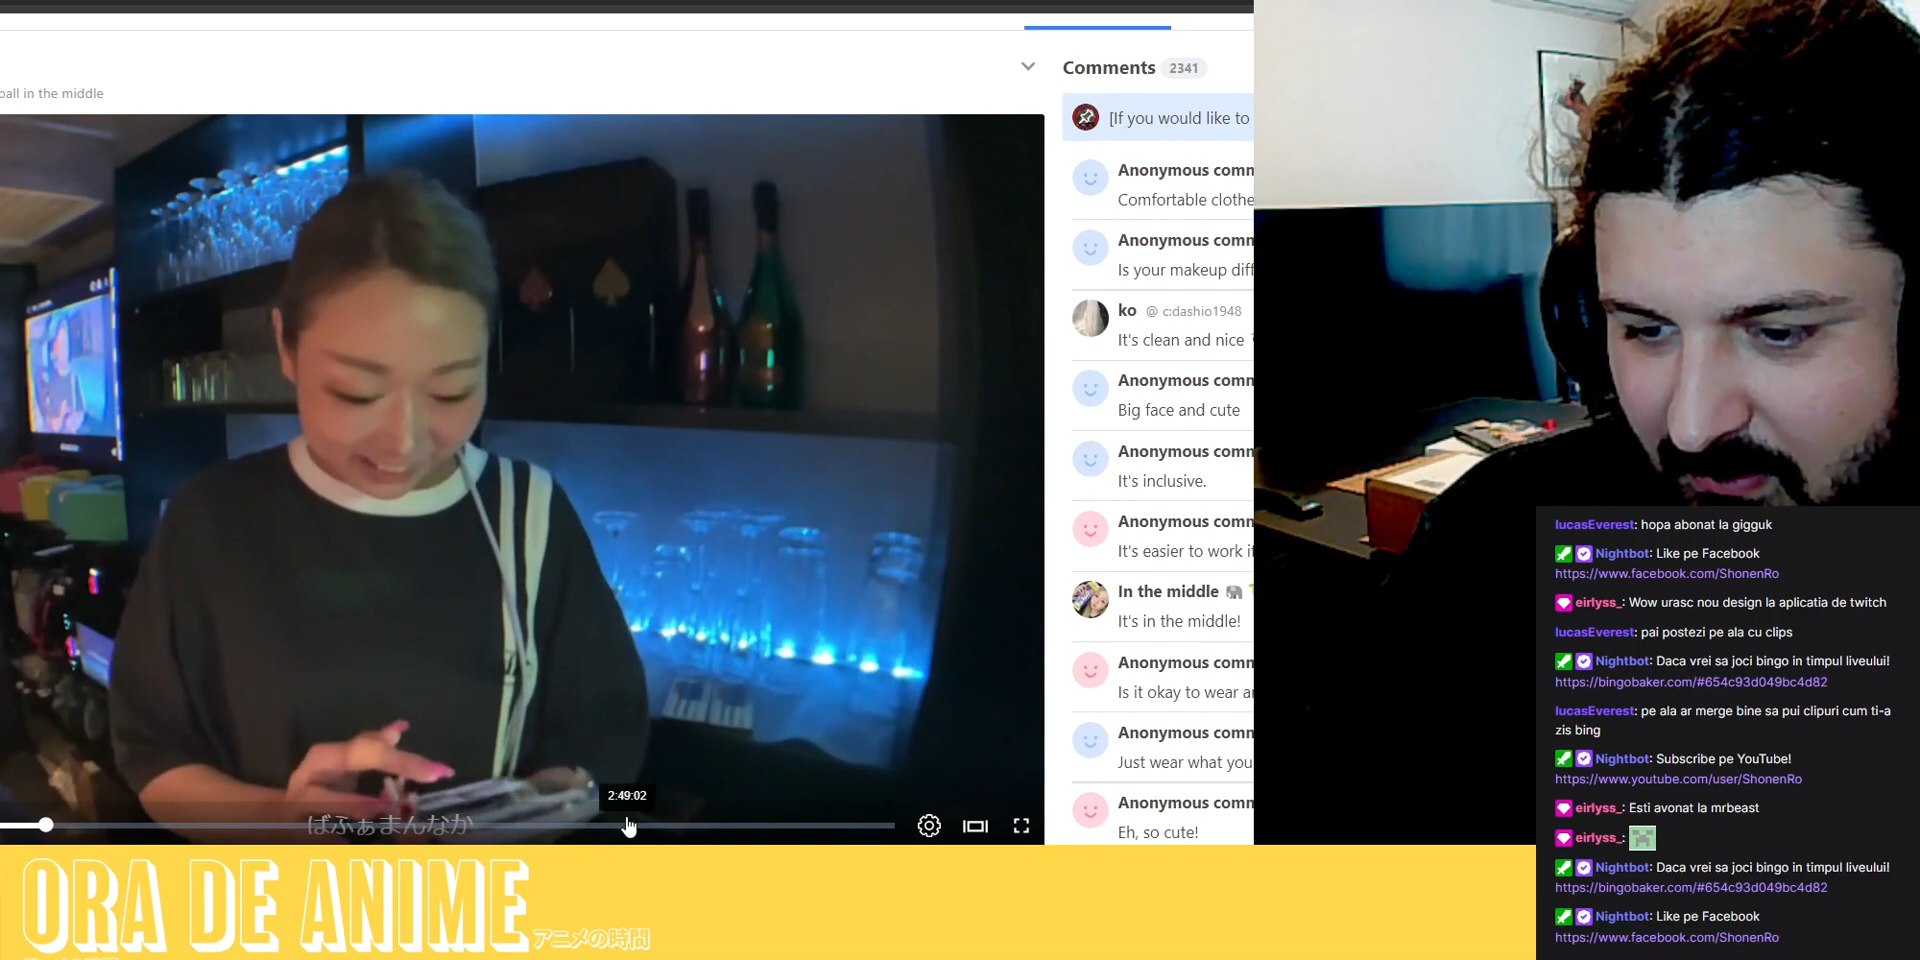 ball in the middle
Comments 2341
[If you would like to
Anonymous comm
Comfortable clothe
Anonymous comm
Is your makeup diff
ko @ c:dashio1948
It's clean and nice
Anonymous comm
Big face and cute
Anonymous comm
It's inclusive.
Anonymous comm
It's easier to work i
In the middle
It's in the middle!
Anonymous comm
Is it okay to wear a
Anonymous comm
Just wear what you
Anonymous comm
Eh, so cute!
2:49:02
ばふぁまんなか
lucasEverest: hopa abonat la gigguk
Nightbot: Like pe Facebook
https://www.facebook.com/ShonenRo
eirlyss_: Wow urasc nou design la aplicatia de twitch
lucasEverest: pai postezi pe ala cu clips
Nightbot: Daca vrei sa joci bingo in timpul liveului!
https://bingobaker.com/#654c93d049bc4d82
lucasEverest: pe ala ar merge bine sa pui clipuri cum ti-a
zis bing
Nightbot: Subscribe pe YouTube!
https://www.youtube.com/user/ShonenRo
eirlyss_: Esti avonat la mrbeast
eirlyss_:
Nightbot: Daca vrei sa joci bingo in timpul liveului!
https://bingobaker.com/#654c93d049bc4d82
Nightbot: Like pe Facebook
https://www.facebook.com/ShonenRo
ORA DE ANIME
アニメの時間